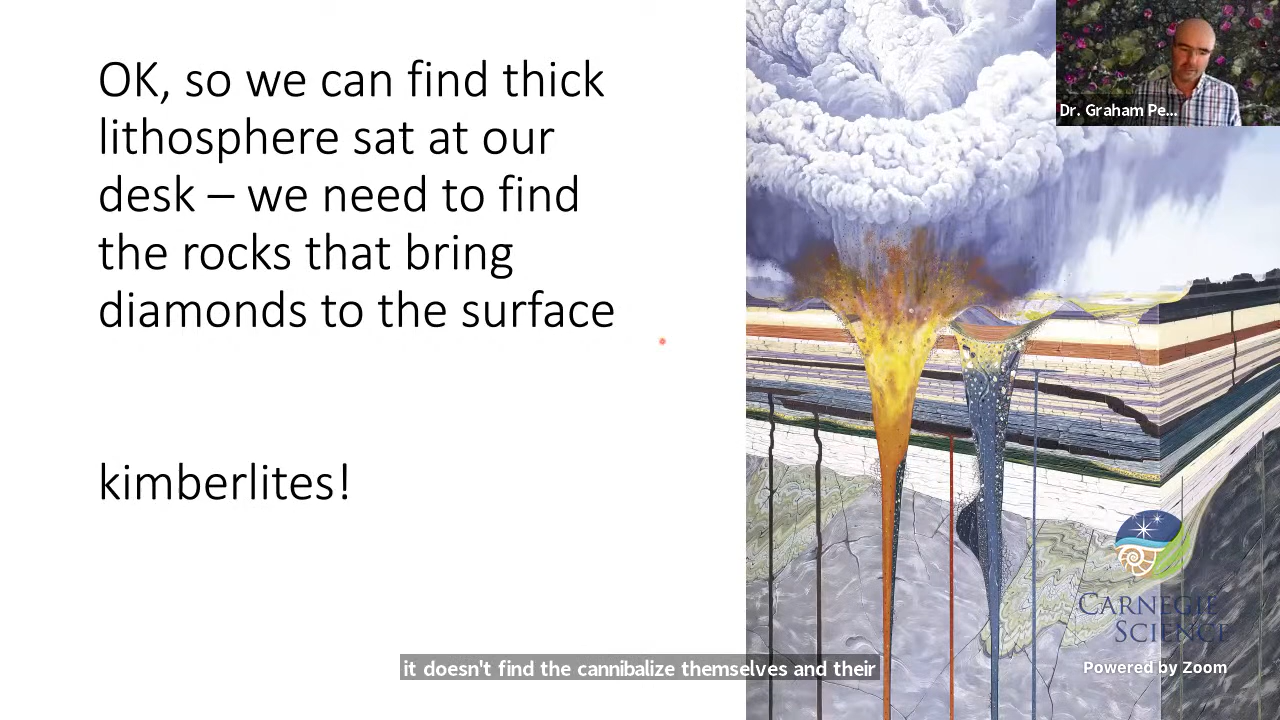 OK, so we can find thick
lithosphere sat at our
desk – we need to find
the rocks that bring
diamonds to the surface
kimberlites!
Dr. Graham Pe...
CARNEGIE
SCIENCE
Powered by Zoom
it doesn't find the cannibalize themselves and their